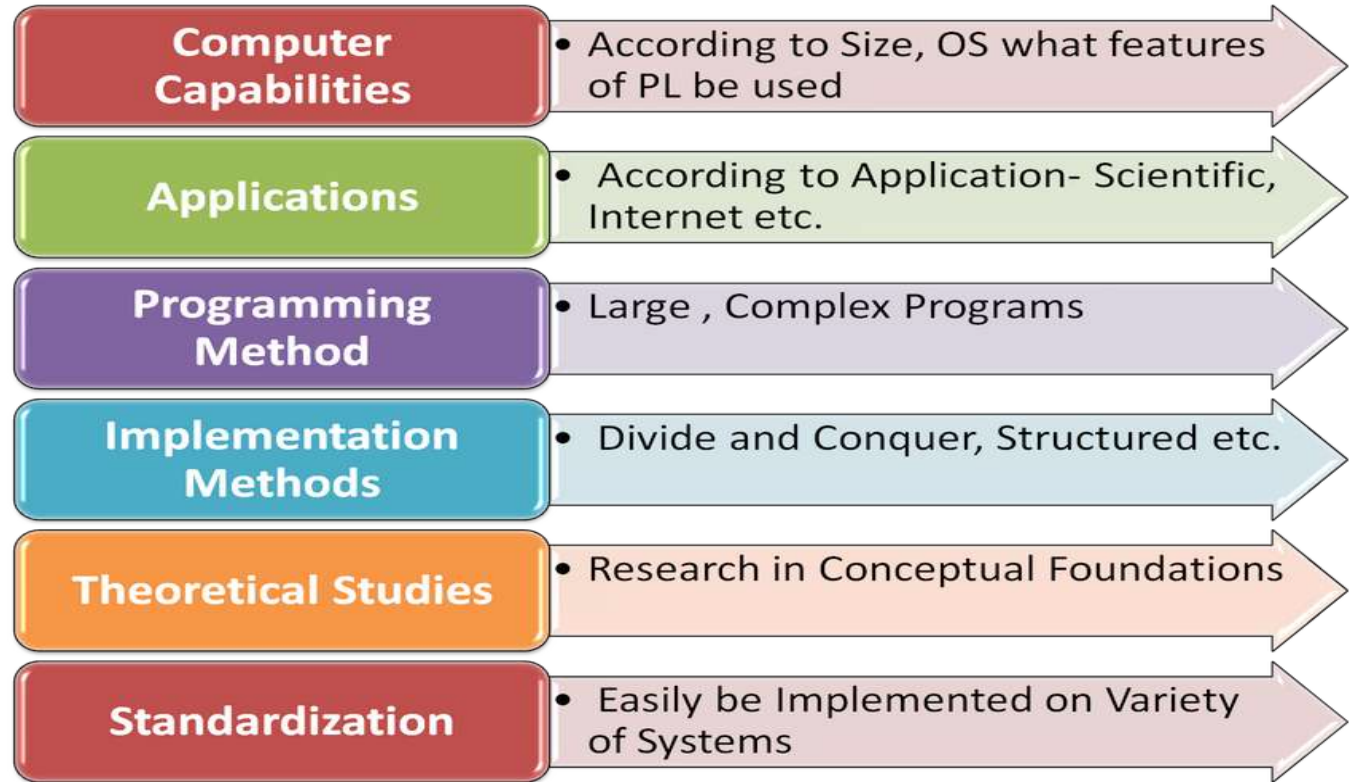 Computer
Capabilities
• According to Size, OS what features
of PL be used
Applications
• According to Application- Scientific,
Internet etc.
Programming
Method
• Large , Complex Programs
Implementation
Methods
• Divide and Conquer, Structured etc.
Theoretical Studies
• Research in Conceptual Foundations
Standardization
• Easily be Implemented on Variety
of Systems